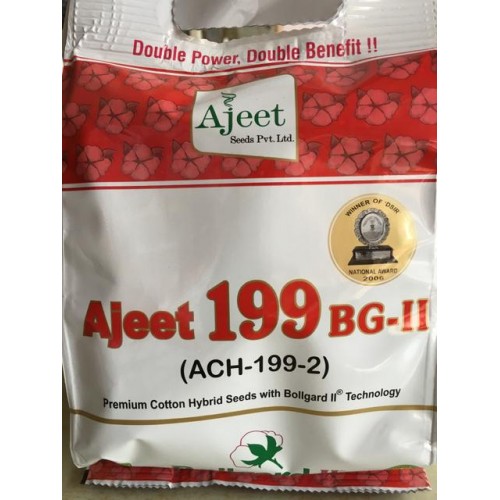 Double Power, Double Benefit !!
Ajeet
Seeds Pvt. Ltd.
WINNER OF DSIR
NATIONAL AWARD
2006
Ajeet 199 BG-II
(ACH-199-2)
Premium Cotton Hybrid Seeds with Bollgard II® Technology